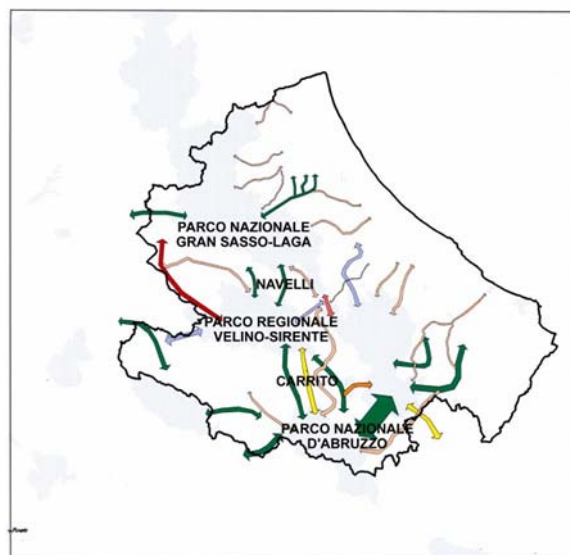 PARCO NAZIONALE
GRAN SASSO-LAGA
NAVELLI
PARCO REGIONALE
VELINO-SIRENTE
CARRITO
PARCO NAZIONALE
D'ABRUZZO